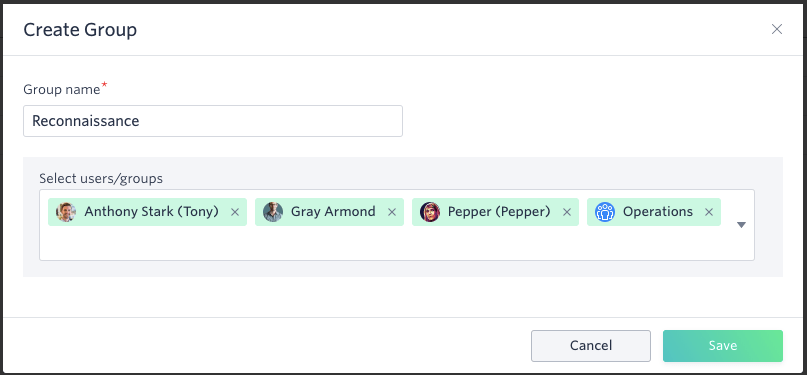 Create Group
Group name*
Reconnaissance
Select users/groups
Anthony Stark (Tony) × Gray Armond × Pepper (Pepper) × Operations ×
Cancel Save